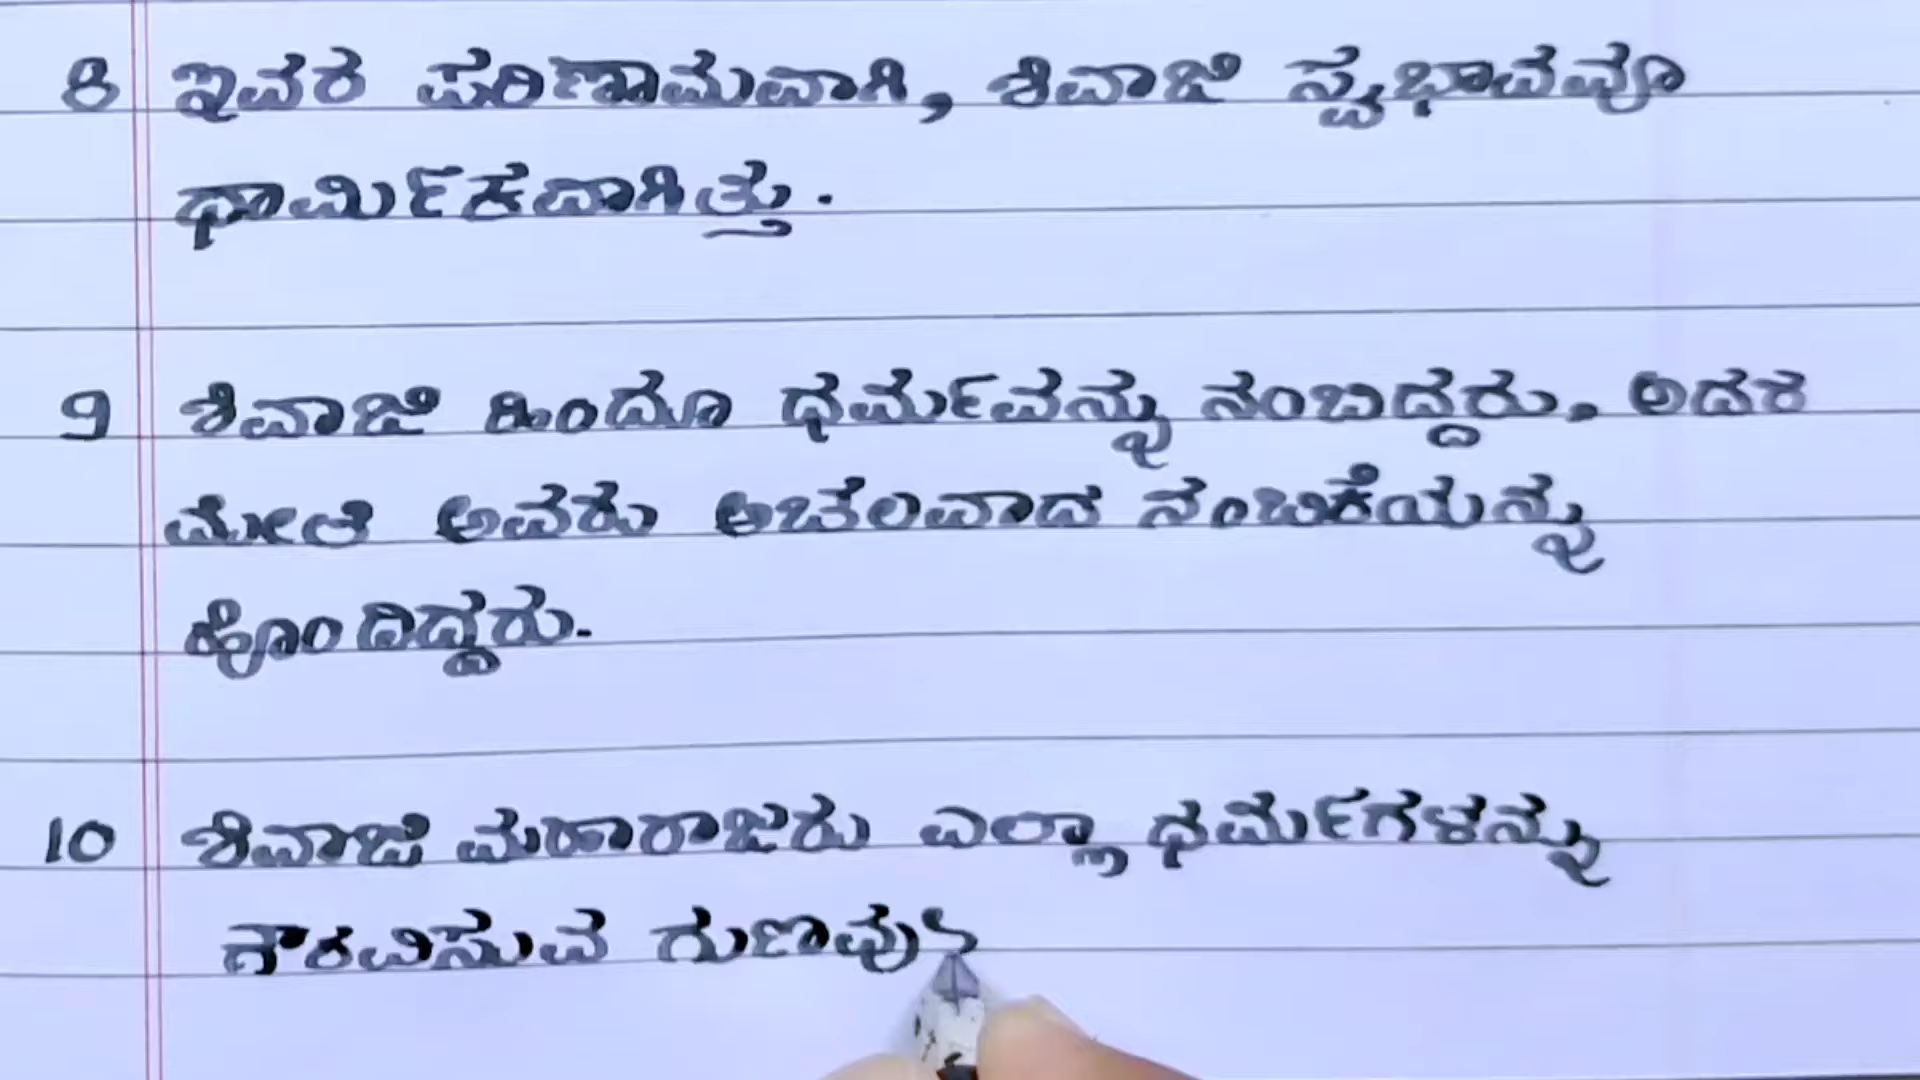 8 ಇವರ ಪರಿಣಾಮವಾಗಿ, ಶಿವಾಜಿ ಸ್ವಭಾವವೂ
ಧಾರ್ಮಿಕವಾಗಿತ್ತು.
9 ಶಿವಾಜಿ ಹಿಂದೂ ಧರ್ಮವನ್ನು ನಂಬಿದ್ದರು. ಅದರ
ಮೇಲೆ ಅವರು ಅಚಲವಾದ ನಂಬಿಕೆಯನ್ನು
ಹೊಂದಿದ್ದರು.
10 ಶಿವಾಜಿ ಮಹಾರಾಜರು ಎಲ್ಲಾ ಧರ್ಮಗಳನ್ನು
ಗೌರವಿಸುವ